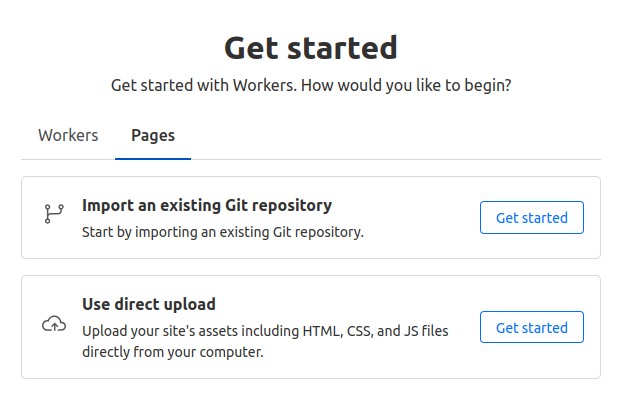 Get started
Get started with Workers. How would you like to begin?
Workers
Pages
Import an existing Git repository
Start by importing an existing Git repository.
Get started
Use direct upload
Upload your site's assets including HTML, CSS, and JS files
directly from your computer.
Get started